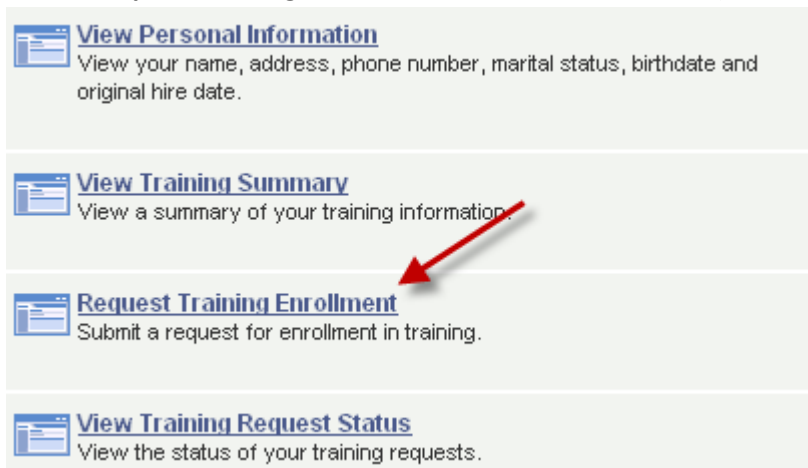 View Personal Information
View your name, address, phone number, marital status, birthdate and
original hire date.
View Training Summary
View a summary of your training information.
Request Training Enrollment
Submit a request for enrollment in training.
View Training Request Status
View the status of your training requests.